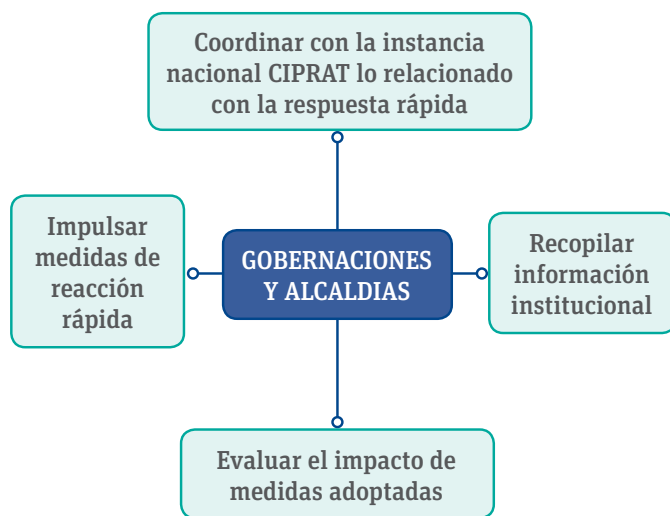 Coordinar con la instancia
nacional CIPRAT lo relacionado
con la respuesta rápida
Impulsar
medidas de
reacción
rápida
GOBERNACIONES
Y ALCALDIAS
Recopilar
información
institucional
Evaluar el impacto de
medidas adoptadas